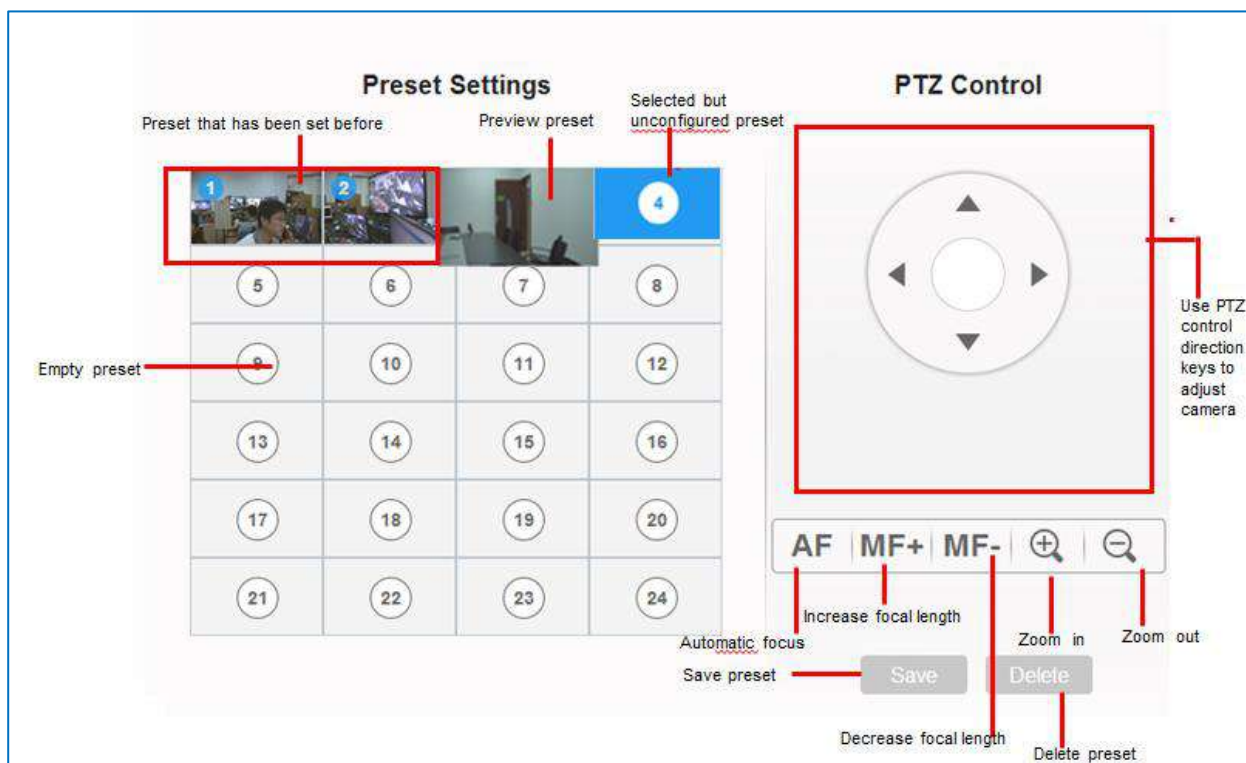 Preset Settings
PTZ Control
Preset that has been set before
Preview preset
Selected but
unconfigured preset
1
2
4
5
6
7
8
Use PTZ
control
direction
keys to
adjust
camera
Empty preset
9
10
11
12
13
14
15
16
17
18
19
20
AF
MF+
MF-
21
22
23
24
Increase focal length
Automatic focus
Zoom in
Zoom out
Save preset
Save
Delete
Decrease focal length
Delete preset